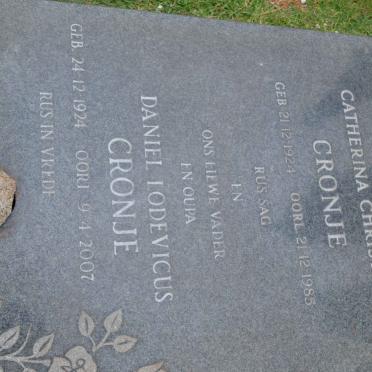 CATHERINA
CRONJE
GEB 21·12·1924 OORL 21·12·1985
RUS SAG
EN
ONS LIEWE VADER
EN OUPA
DANIEL LODEVICUS
CRONJE
GEB. 24·12·1924 OORL 9·4·2007
RUS IN VREDE